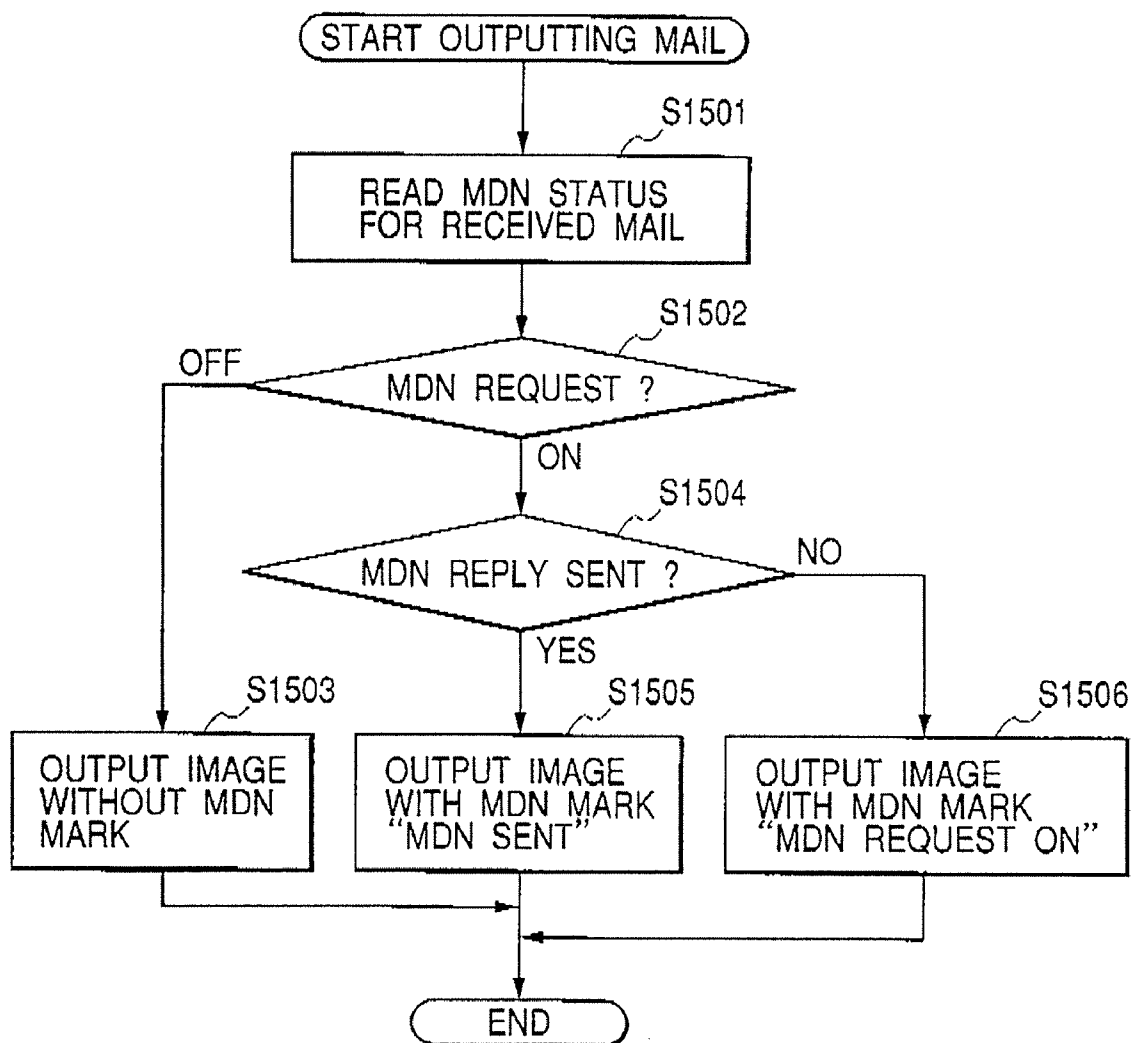 START OUTPUTTING MAIL
S1501
READ MDN STATUS
FOR RECEIVED MAIL
S1502
OFF
MDN REQUEST ?
ON
S1504
MDN REPLY SENT ?
NO
YES
S1503
OUTPUT IMAGE
WITHOUT MDN
MARK
S1505
OUTPUT IMAGE
WITH MDN MARK
“MDN SENT”
S1506
OUTPUT IMAGE
WITH MDN MARK
“MDN REQUEST ON”
END